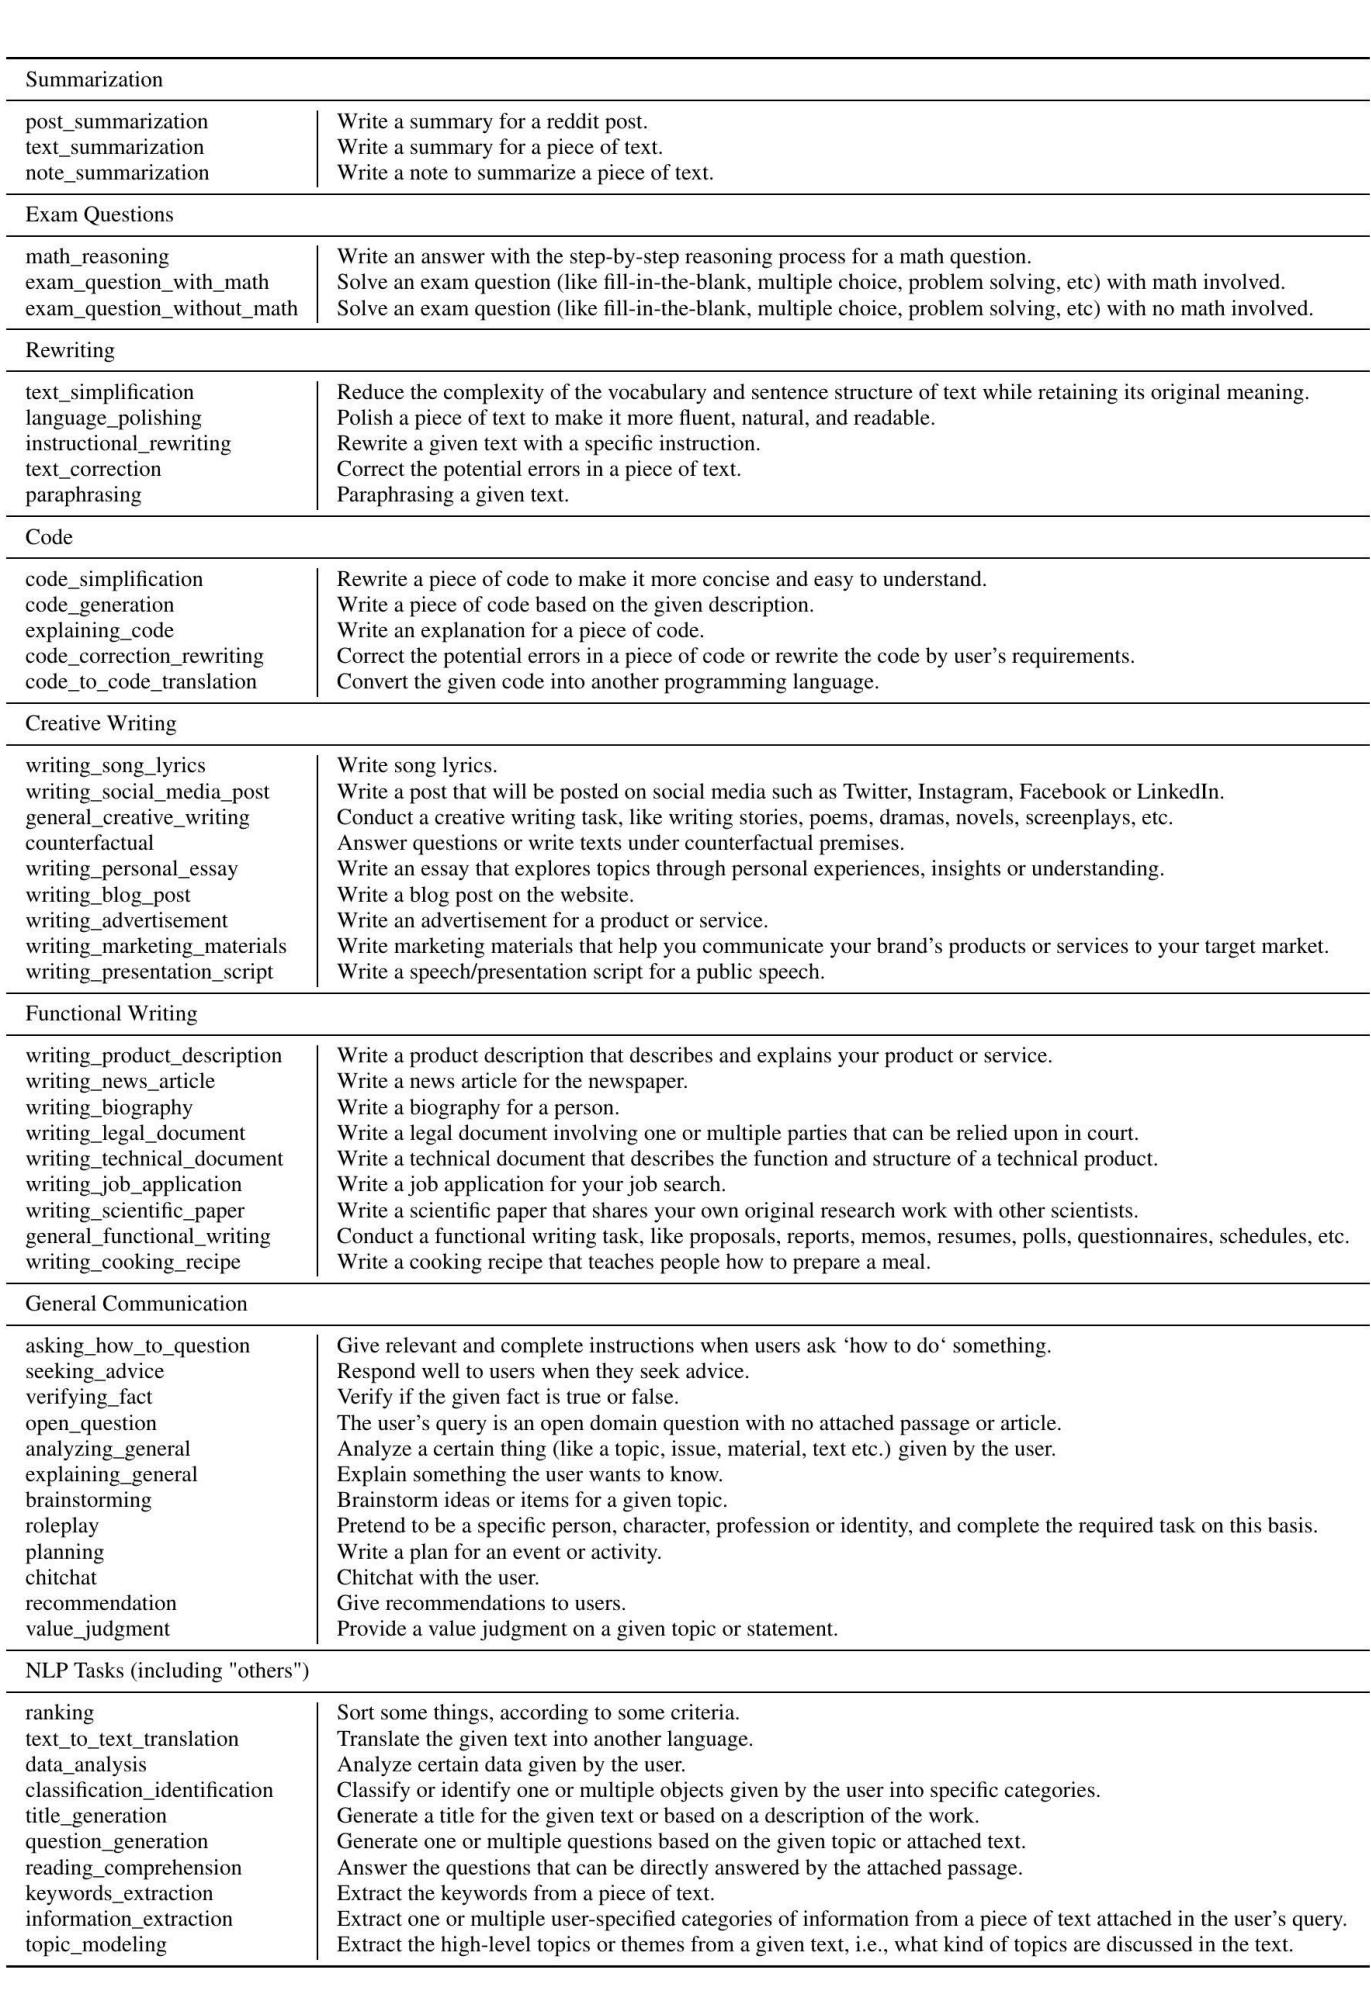 Summarization
post_summarization Write a summary for a reddit post.
text_summarization Write a summary for a piece of text.
note_summarization Write a note to summarize a piece of text.
Exam Questions
math_reasoning Write an answer with the step-by-step reasoning process for a math question.
exam_question_with_math Solve an exam question (like fill-in-the-blank, multiple choice, problem solving, etc) with math involved.
exam_question_without_math Solve an exam question (like fill-in-the-blank, multiple choice, problem solving, etc) with no math involved.
Rewriting
text_simplification Reduce the complexity of the vocabulary and sentence structure of text while retaining its original meaning.
language_polishing Polish a piece of text to make it more fluent, natural, and readable.
instructional_rewriting Rewrite a given text with a specific instruction.
text_correction Correct the potential errors in a piece of text.
paraphrasing Paraphrasing a given text.
Code
code_simplification Rewrite a piece of code to make it more concise and easy to understand.
code_generation Write a piece of code based on the given description.
explaining_code Write an explanation for a piece of code.
code_correction_rewriting Correct the potential errors in a piece of code or rewrite the code by user's requirements.
code_to_code_translation Convert the given code into another programming language.
Creative Writing
writing_song_lyrics Write song lyrics.
writing_social_media_post Write a post that will be posted on social media such as Twitter, Instagram, Facebook or LinkedIn.
general_creative_writing Conduct a creative writing task, like writing stories, poems, dramas, novels, screenplays, etc.
counterfactual Answer questions or write texts under counterfactual premises.
writing_personal_essay Write an essay that explores topics through personal experiences, insights or understanding.
writing_blog_post Write a blog post on the website.
writing_advertisement Write an advertisement for a product or service.
writing_marketing_materials Write marketing materials that help you communicate your brand's products or services to your target market.
writing_presentation_script Write a speech/presentation script for a public speech.
Functional Writing
writing_product_description Write a product description that describes and explains your product or service.
writing_news_article Write a news article for the newspaper.
writing_biography Write a biography for a person.
writing_legal_document Write a legal document involving one or multiple parties that can be relied upon in court.
writing_technical_document Write a technical document that describes the function and structure of a technical product.
writing_job_application Write a job application for your job search.
writing_scientific_paper Write a scientific paper that shares your own original research work with other scientists.
general_functional_writing Conduct a functional writing task, like proposals, reports, memos, resumes, polls, questionnaires, schedules, etc.
writing_cooking_recipe Write a cooking recipe that teaches people how to prepare a meal.
General Communication
asking_how_to_question Give relevant and complete instructions when users ask ‘how to do‘ something.
seeking_advice Respond well to users when they seek advice.
verifying_fact Verify if the given fact is true or false.
open_question The user's query is an open domain question with no attached passage or article.
analyzing_general Analyze a certain thing (like a topic, issue, material, text etc.) given by the user.
explaining_general Explain something the user wants to know.
brainstorming Brainstorm ideas or items for a given topic.
roleplay Pretend to be a specific person, character, profession or identity, and complete the required task on this basis.
planning Write a plan for an event or activity.
chitchat Chitchat with the user.
recommendation Give recommendations to users.
value_judgment Provide a value judgment on a given topic or statement.
NLP Tasks (including "others")
ranking Sort some things, according to some criteria.
text_to_text_translation Translate the given text into another language.
data_analysis Analyze certain data given by the user.
classification_identification Classify or identify one or multiple objects given by the user into specific categories.
title_generation Generate a title for the given text or based on a description of the work.
question_generation Generate one or multiple questions based on the given topic or attached text.
reading_comprehension Answer the questions that can be directly answered by the attached passage.
keywords_extraction Extract the keywords from a piece of text.
information_extraction Extract one or multiple user-specified categories of information from a piece of text attached in the user's query.
topic_modeling Extract the high-level topics or themes from a given text, i.e., what kind of topics are discussed in the text.